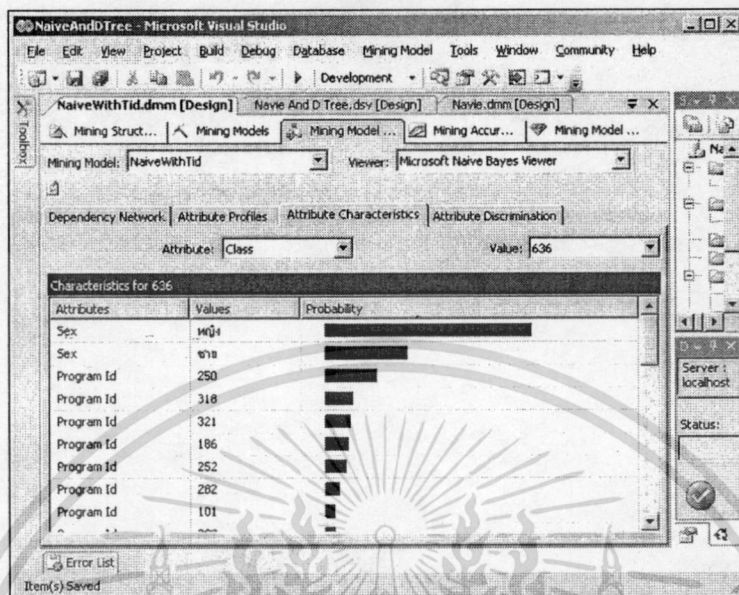 NaiveAndDTree - Microsoft Visual Studio
File Edit View Project Build Debug Database Mining Model Tools Window Community Help
Development
Toolbox
NaiveWithTid.dmm [Design] Navie And D Tree.dsv [Design] Navie.dmm [Design]
Mining Struct... Mining Models Mining Model ... Mining Accur... Mining Model ...
Mining Model: NaiveWithTid Viewer: Microsoft Naive Bayes Viewer
Dependency Network Attribute Profiles Attribute Characteristics Attribute Discrimination
Attribute: Class Value: 636
Characteristics for 636
Attributes Values Probability
Sex หญิง
Sex ชาย
Program Id 250
Program Id 318
Program Id 321
Program Id 186
Program Id 252
Program Id 282
Program Id 101
Server :
localhost
Status:
Error List
Item(s) Saved